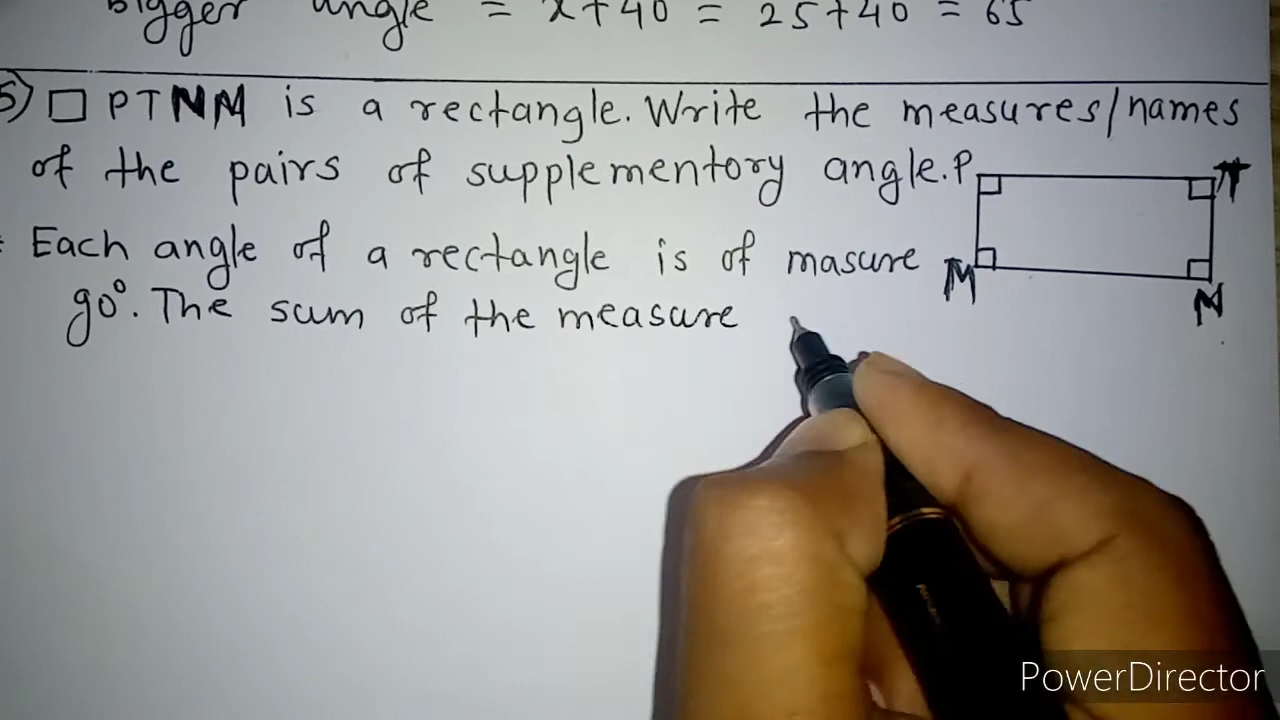 bigger angle = x+40 = 25+40 = 65
5) □ PTNM is a rectangle. Write the measures/names
of the pairs of supplementory angle. P T
Each angle of a rectangle is of masure M N
90°. The sum of the measure
PowerDirector